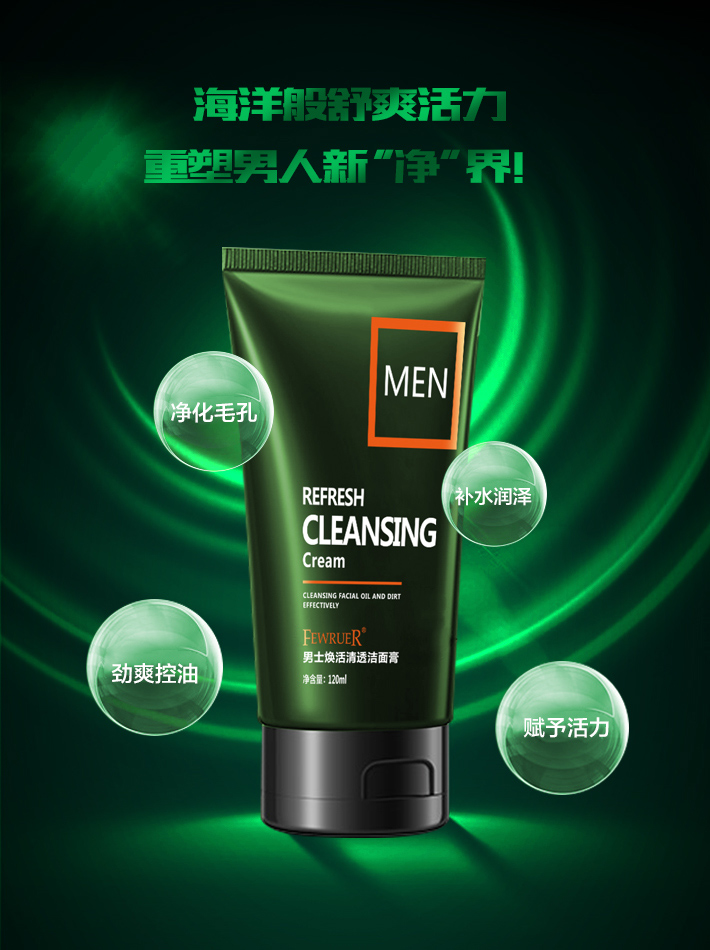 海洋般舒爽活力
重塑男人新"净"界!
MEN
净化毛孔
补水润泽
REFRESH
CLEANSING
Cream
CLEANSING FACIAL OIL AND DIRT
EFFECTIVELY
FEWRUER®
男士焕活清透洁面膏
净含量: 120ml
劲爽控油
赋予活力